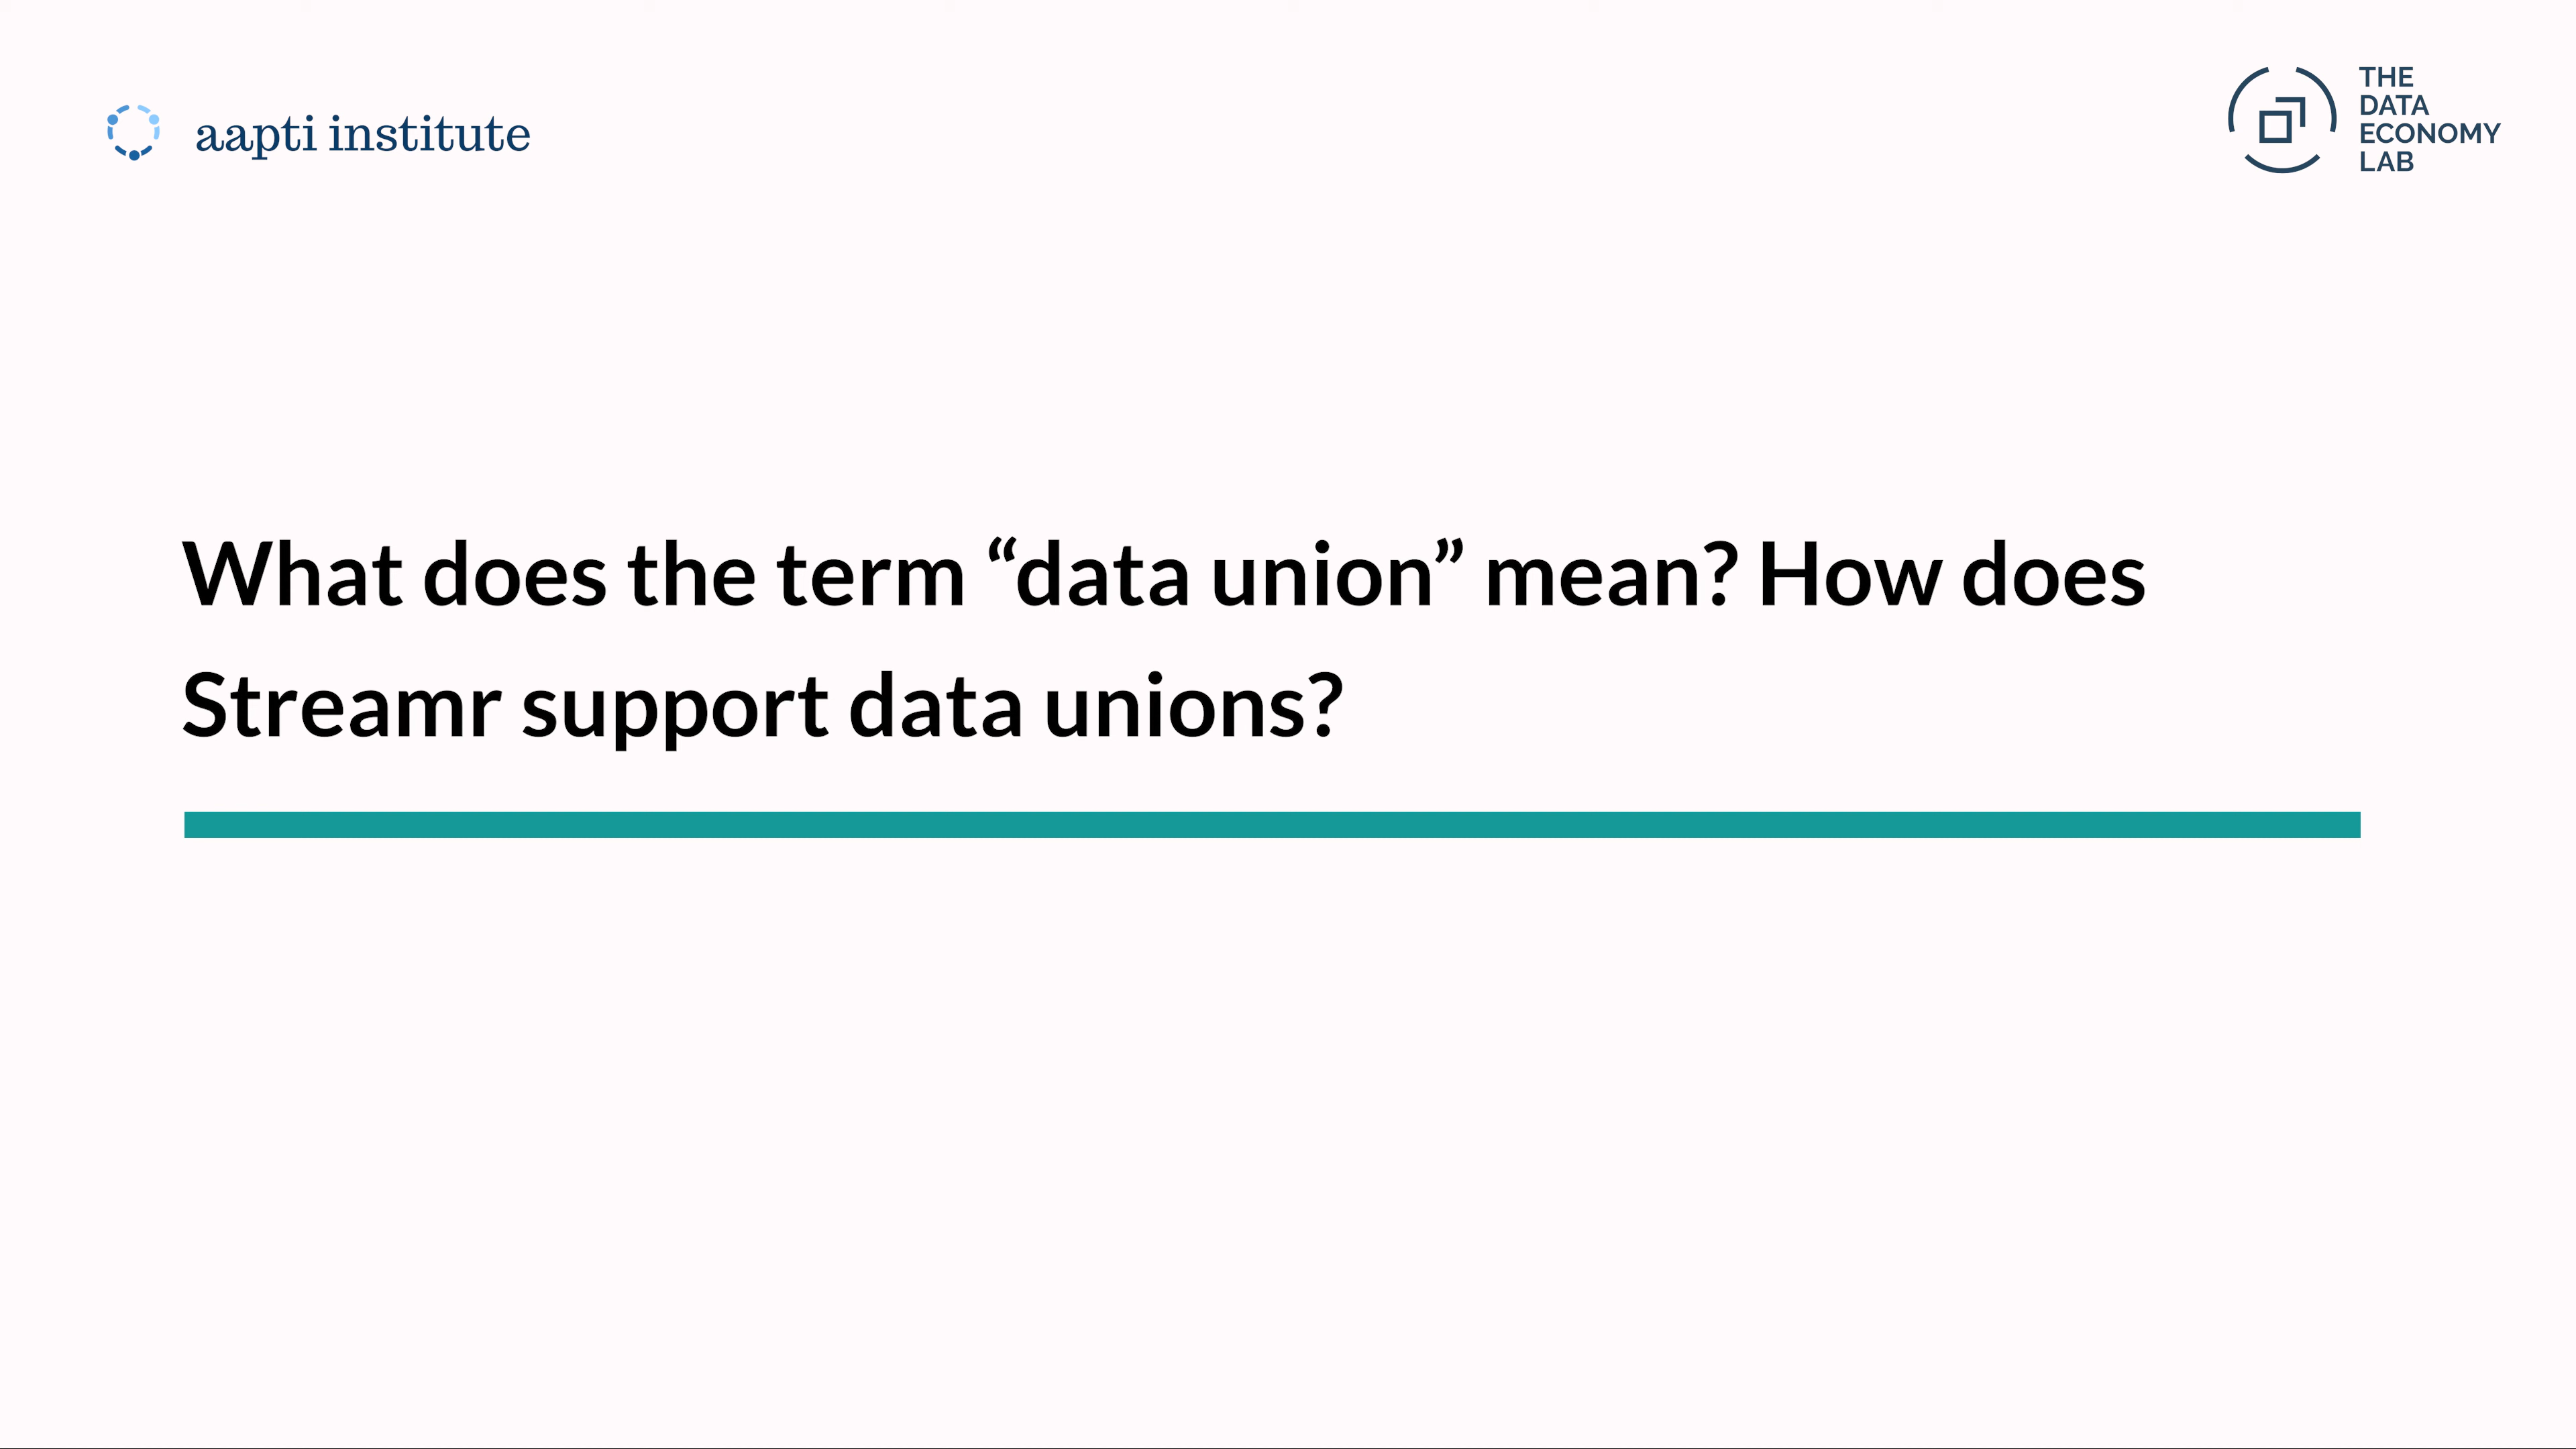 aapti institute
THE
DATA
ECONOMY
LAB
What does the term “data union” mean? How does
Streamr support data unions?